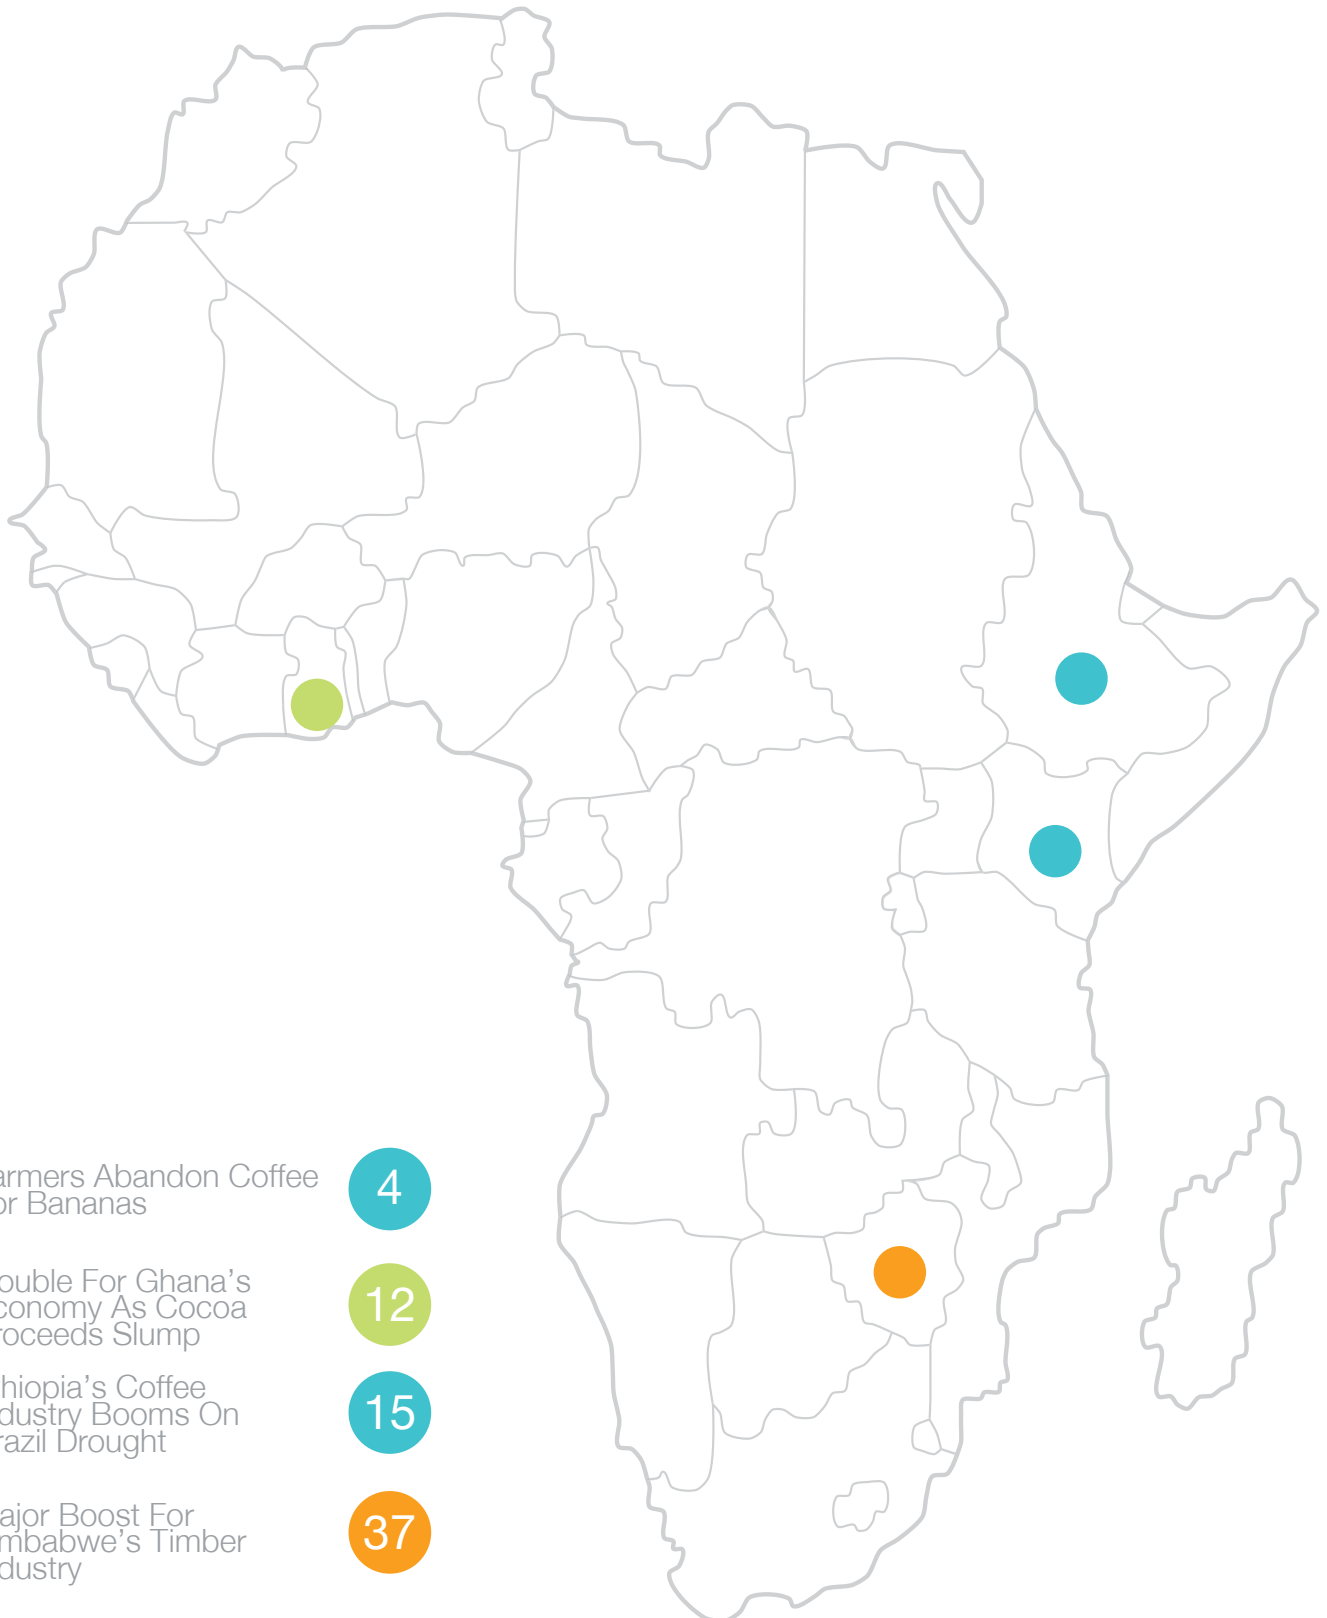 armers Abandon Coffee
or Bananas
4
ouble For Ghana's
conomy As Cocoa
roceeds Slump
12
hiopia's Coffee
dustry Booms On
razil Drought
15
ajor Boost For
mbabwe's Timber
dustry
37